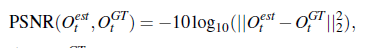 PSNR(O_t^{est}, O_t^{GT}) = −10log_{10}(||O_t^{est} − O_t^{GT}||_2^2),